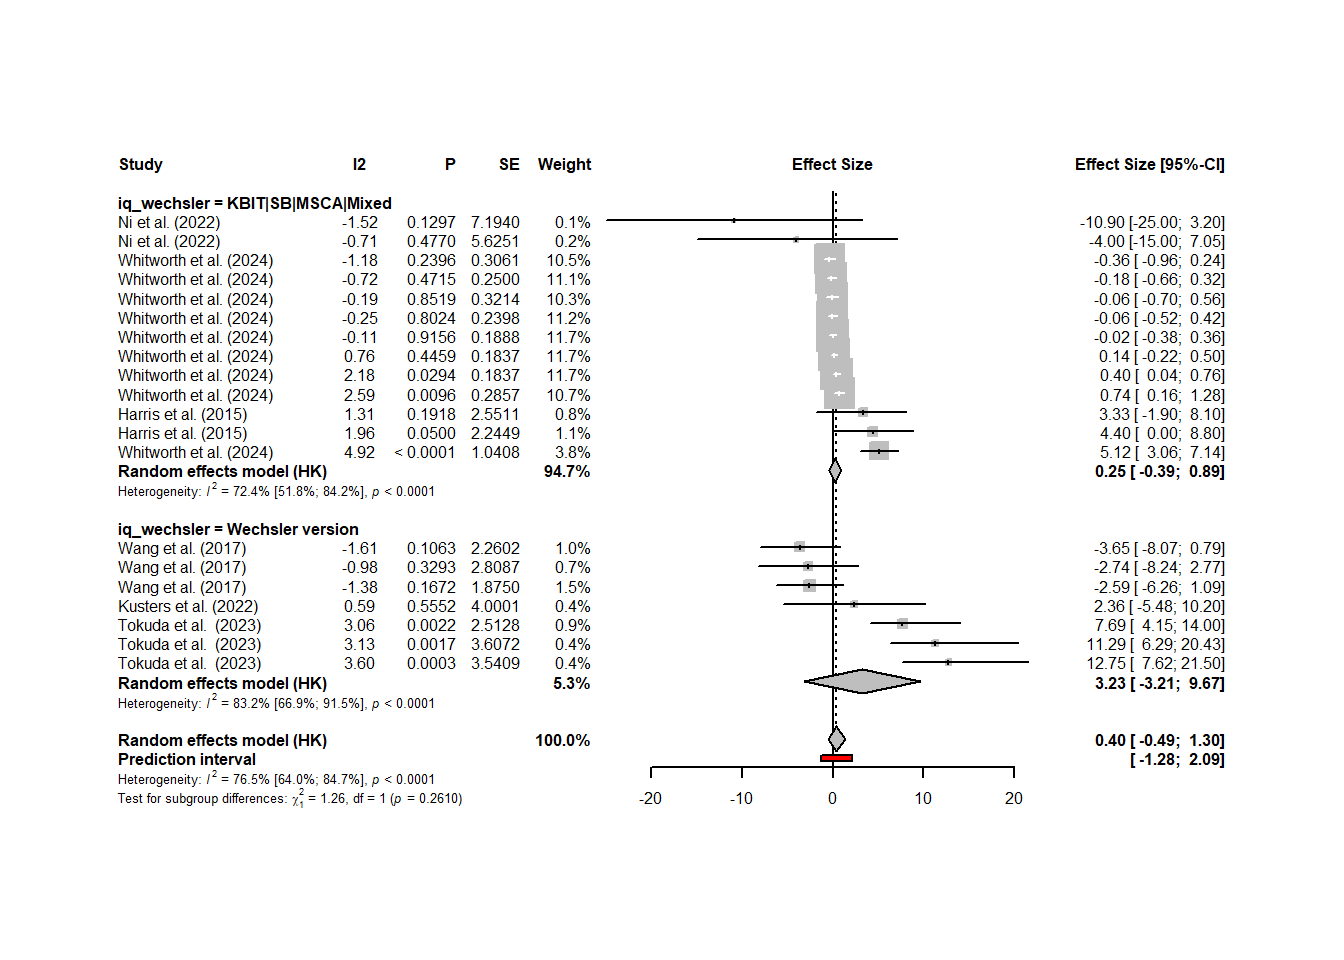 Study I2 P SE Weight Effect Size Effect Size [95%-CI]
iq_wechsler = KBIT|SB|MSCA|Mixed
Ni et al. (2022) -1.52 0.1297 7.1940 0.1% -10.90 [-25.00; 3.20]
Ni et al. (2022) -0.71 0.4770 5.6251 0.2% -4.00 [-15.00; 7.05]
Whitworth et al. (2024) -1.18 0.2396 0.3061 10.5% -0.36 [ -0.96; 0.24]
Whitworth et al. (2024) -0.72 0.4715 0.2500 11.1% -0.18 [ -0.66; 0.32]
Whitworth et al. (2024) -0.19 0.8519 0.3214 10.3% -0.06 [ -0.70; 0.56]
Whitworth et al. (2024) -0.25 0.8024 0.2398 11.2% -0.06 [ -0.52; 0.42]
Whitworth et al. (2024) -0.11 0.9156 0.1888 11.7% -0.02 [ -0.38; 0.36]
Whitworth et al. (2024) 0.76 0.4459 0.1837 11.7% 0.14 [ -0.22; 0.50]
Whitworth et al. (2024) 2.18 0.0294 0.1837 11.7% 0.40 [ 0.04; 0.76]
Whitworth et al. (2024) 2.59 0.0096 0.2857 10.7% 0.74 [ 0.16; 1.28]
Harris et al. (2015) 1.31 0.1918 2.5511 0.8% 3.33 [ -1.90; 8.10]
Harris et al. (2015) 1.96 0.0500 2.2449 1.1% 4.40 [ 0.00; 8.80]
Whitworth et al. (2024) 4.92 < 0.0001 1.0408 3.8% 5.12 [ 3.06; 7.14]
Random effects model (HK) 94.7% 0.25 [ -0.39; 0.89]
Heterogeneity: I² = 72.4% [51.8%; 84.2%], p < 0.0001
iq_wechsler = Wechsler version
Wang et al. (2017) -1.61 0.1063 2.2602 1.0% -3.65 [ -8.07; 0.79]
Wang et al. (2017) -0.98 0.3293 2.8087 0.7% -2.74 [ -8.24; 2.77]
Wang et al. (2017) -1.38 0.1672 1.8750 1.5% -2.59 [ -6.26; 1.09]
Kusters et al. (2022) 0.59 0.5552 4.0001 0.4% 2.36 [ -5.48; 10.20]
Tokuda et al. (2023) 3.06 0.0022 2.5128 0.9% 7.69 [ 4.15; 14.00]
Tokuda et al. (2023) 3.13 0.0017 3.6072 0.4% 11.29 [ 6.29; 20.43]
Tokuda et al. (2023) 3.60 0.0003 3.5409 0.4% 12.75 [ 7.62; 21.50]
Random effects model (HK) 5.3% 3.23 [ -3.21; 9.67]
Heterogeneity: I² = 83.2% [66.9%; 91.5%], p < 0.0001
Random effects model (HK) 100.0% 0.40 [ -0.49; 1.30]
Prediction interval [ -1.28; 2.09]
Heterogeneity: I² = 76.5% [64.0%; 84.7%], p < 0.0001
Test for subgroup differences: χ₁² = 1.26, df = 1 (p = 0.2610)
-20 -10 0 10 20